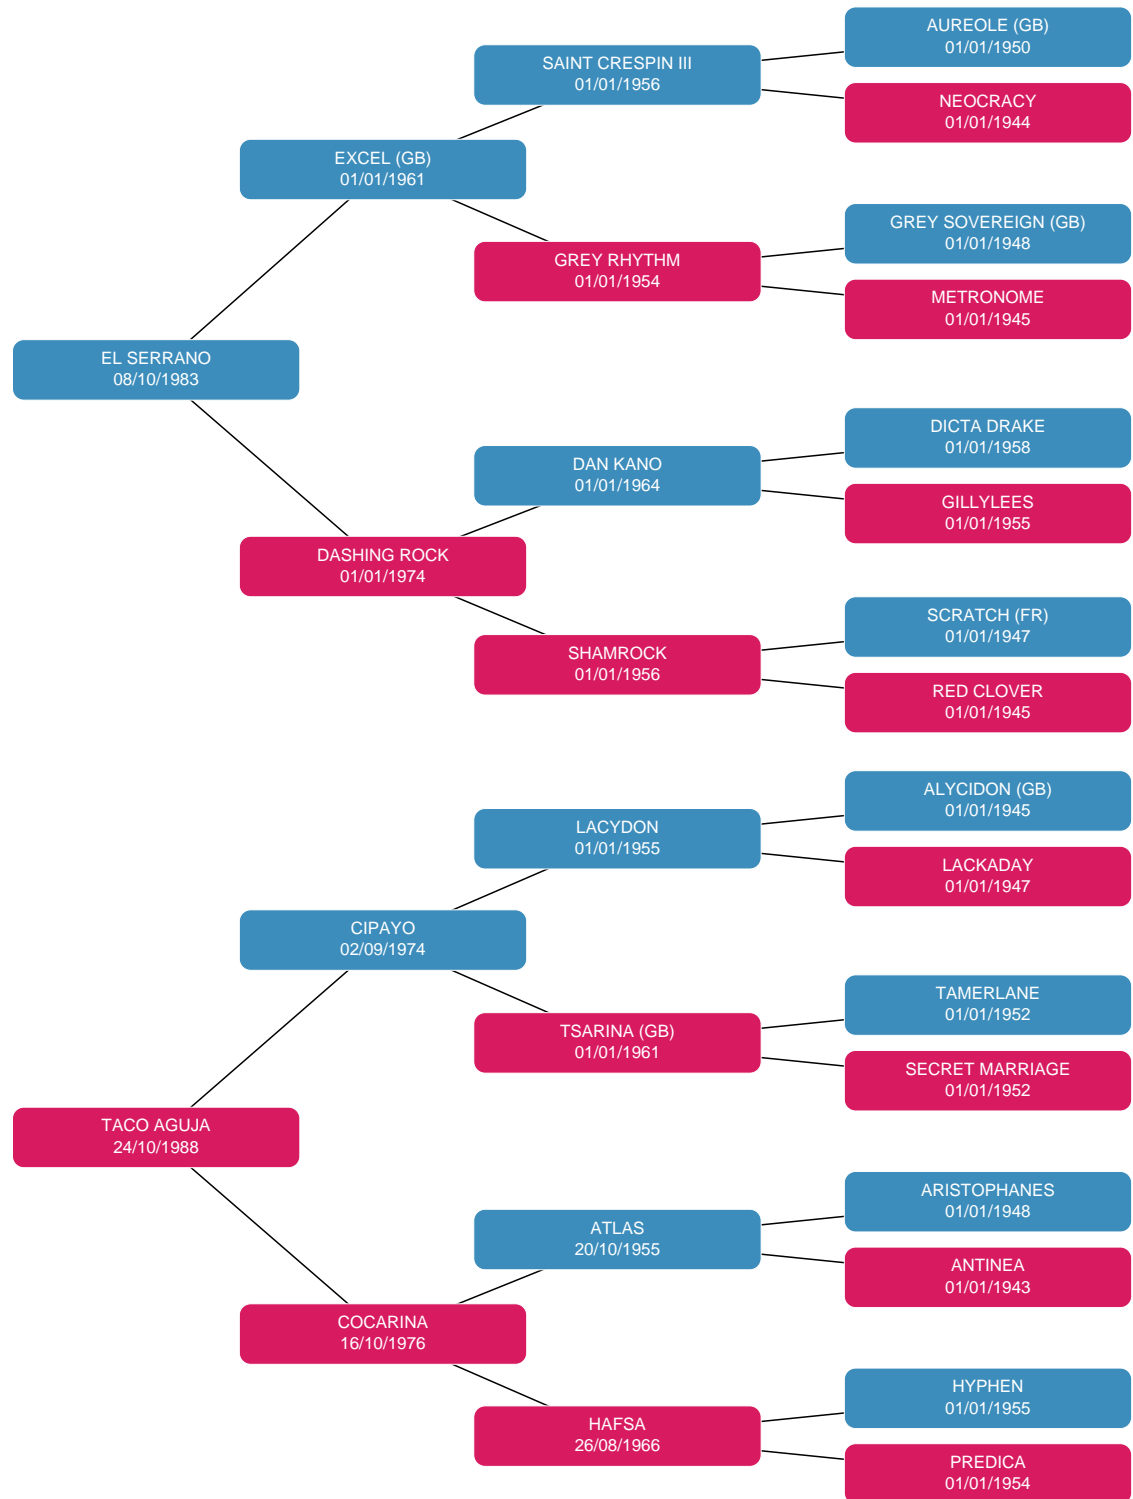 AUREOLE (GB)
01/01/1950
SAINT CRESPIN III
01/01/1956
NEOCRACY
01/01/1944
EXCEL (GB)
01/01/1961
GREY SOVEREIGN (GB)
01/01/1948
GREY RHYTHM
01/01/1954
METRONOME
01/01/1945
EL SERRANO
08/10/1983
DICTA DRAKE
01/01/1958
DAN KANO
01/01/1964
GILLYLEES
01/01/1955
DASHING ROCK
01/01/1974
SCRATCH (FR)
01/01/1947
SHAMROCK
01/01/1956
RED CLOVER
01/01/1945
ALYCIDON (GB)
01/01/1945
LACYDON
01/01/1955
LACKADAY
01/01/1947
CIPAYO
02/09/1974
TAMERLANE
01/01/1952
TSARINA (GB)
01/01/1961
SECRET MARRIAGE
01/01/1952
TACO AGUJA
24/10/1988
ARISTOPHANES
01/01/1948
ATLAS
20/10/1955
ANTINEA
01/01/1943
COCARINA
16/10/1976
HYPHEN
01/01/1955
HAFSA
26/08/1966
PREDICA
01/01/1954